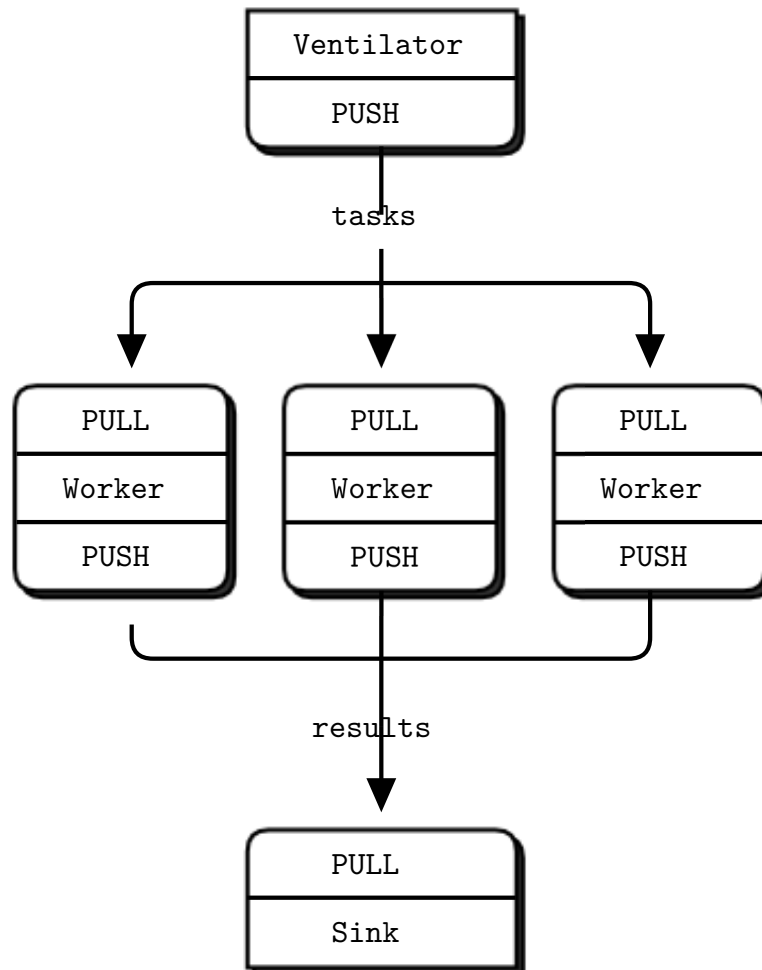 Ventilator
PUSH
tasks
PULL PULL PULL
Worker Worker Worker
PUSH PUSH PUSH
results
PULL
Sink